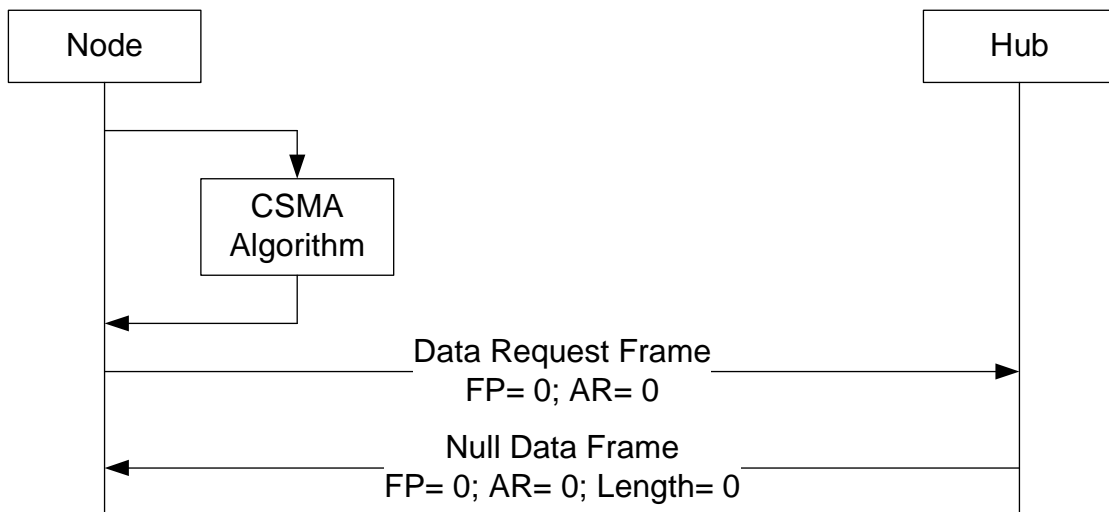 Node
Hub
CSMA
Algorithm
Data Request Frame
FP= 0; AR= 0
Null Data Frame
FP= 0; AR= 0; Length= 0